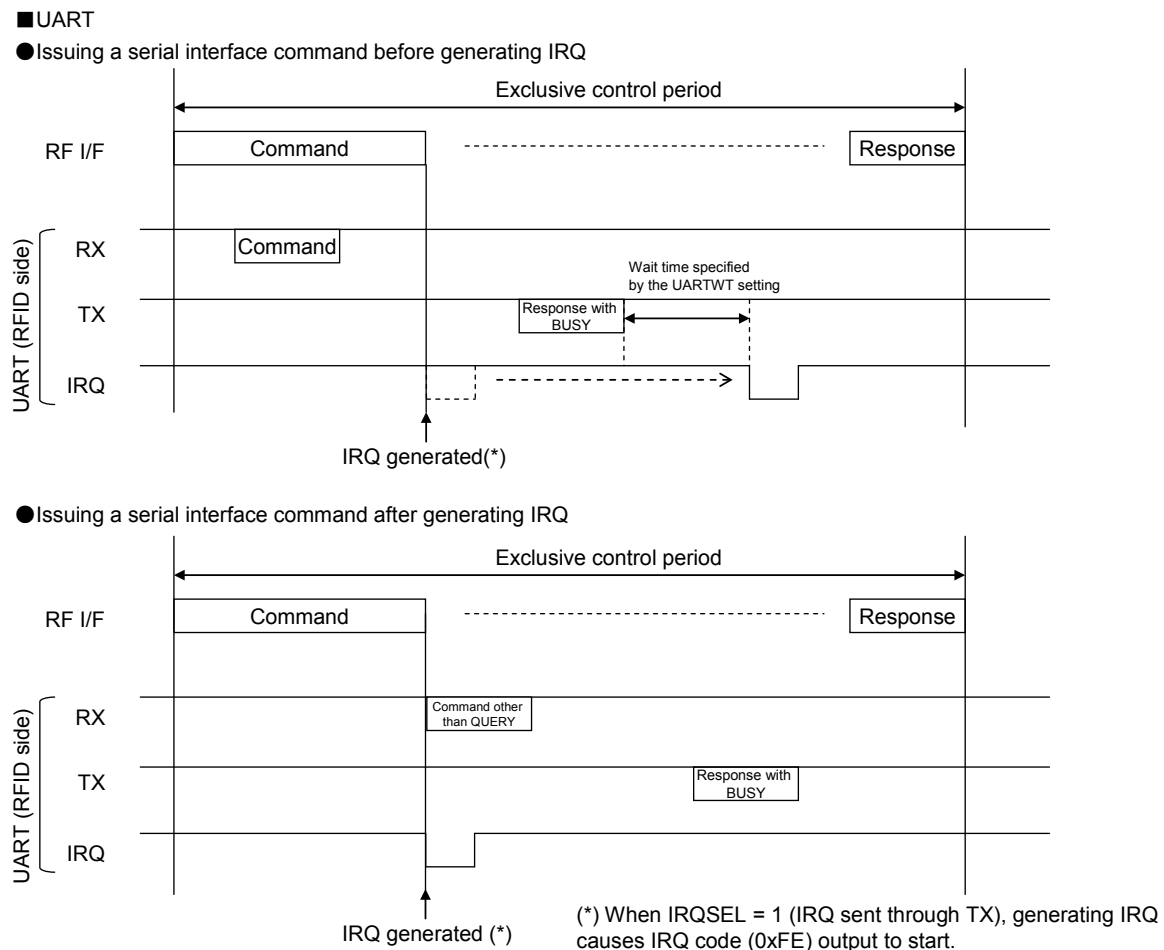 ■UART
●Issuing a serial interface command before generating IRQ
Exclusive control period
RF I/F
Command
Response
UART (RFID side)
RX
Command
Wait time specified
by the UARTWT setting
TX
Response with
BUSY
IRQ
IRQ generated(*)
●Issuing a serial interface command after generating IRQ
Exclusive control period
RF I/F
Command
Response
UART (RFID side)
RX
Command other
than QUERY
TX
Response with
BUSY
IRQ
IRQ generated (*)
(*) When IRQSEL = 1 (IRQ sent through TX), generating IRQ
causes IRQ code (0xFE) output to start.